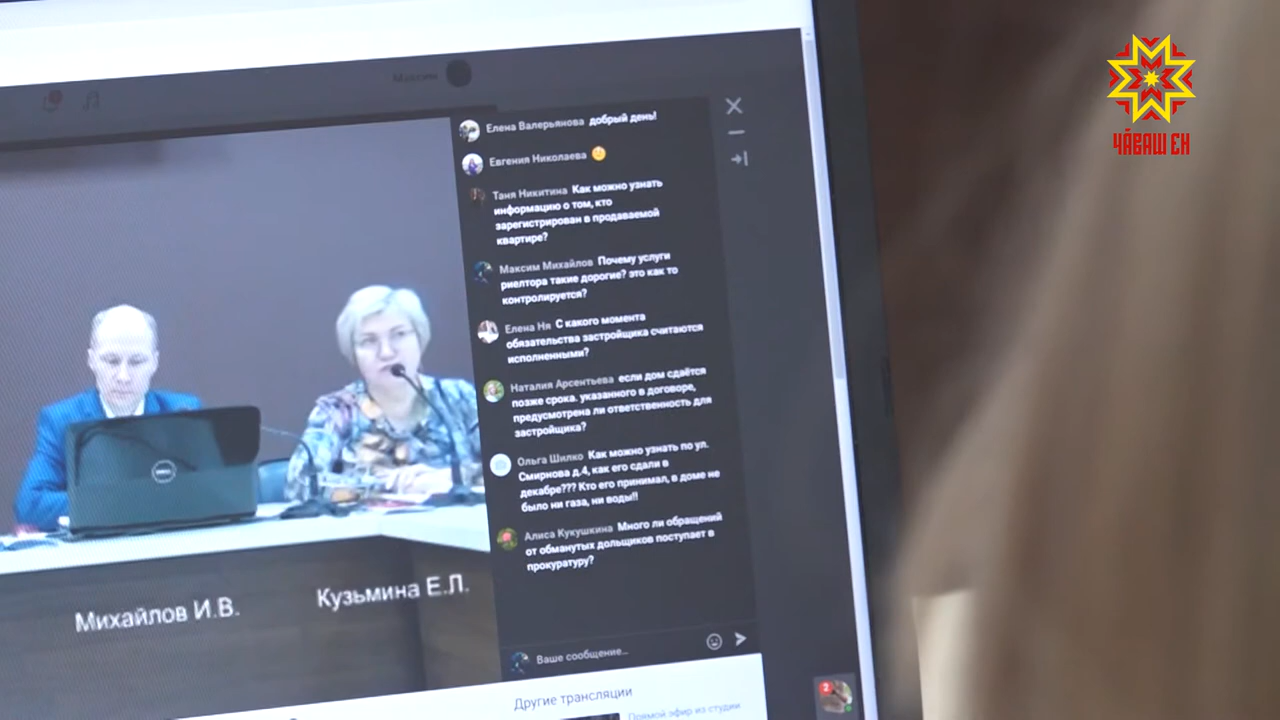 Максим
ЧӐВАШ ЕН
Елена Валерьянова добрый день!
Евгения Николаева
Таня Никитина Как можно узнать
информацию о том, кто
зарегистрирован в продаваемой
квартире?
Максим Михайлов Почему услуги
риелтора такие дорогие? это как то
контролируется?
Елена Ня С какого момента
обязательства застройщика считаются
исполненными?
Наталия Арсентьева если дом сдаётся
позже срока. указанного в договоре,
предусмотрена ли ответственность для
застройщика?
Ольга Шилко Как можно узнать по ул.
Смирнова д.4, как его сдали в
декабре??? Кто его принимал, в доме не
было ни газа, ни воды!!
Алиса Кукушкина Много ли обращений
от обманутых дольщиков поступает в
прокуратуру?
DELL
Михайлов И.В.
Кузьмина Е.Л.
Ваше сообщение...
Другие трансляции
Прямой эфир из студии
2